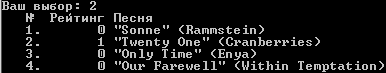 Ваш выбор: 2
№ Рейтинг Песня
1. 0 "Sonne" (Rammstein)
2. 1 "Twenty One" (Cranberries)
3. 0 "Only Time" (Enya)
4. 0 "Our Farewell" (Within Temptation)